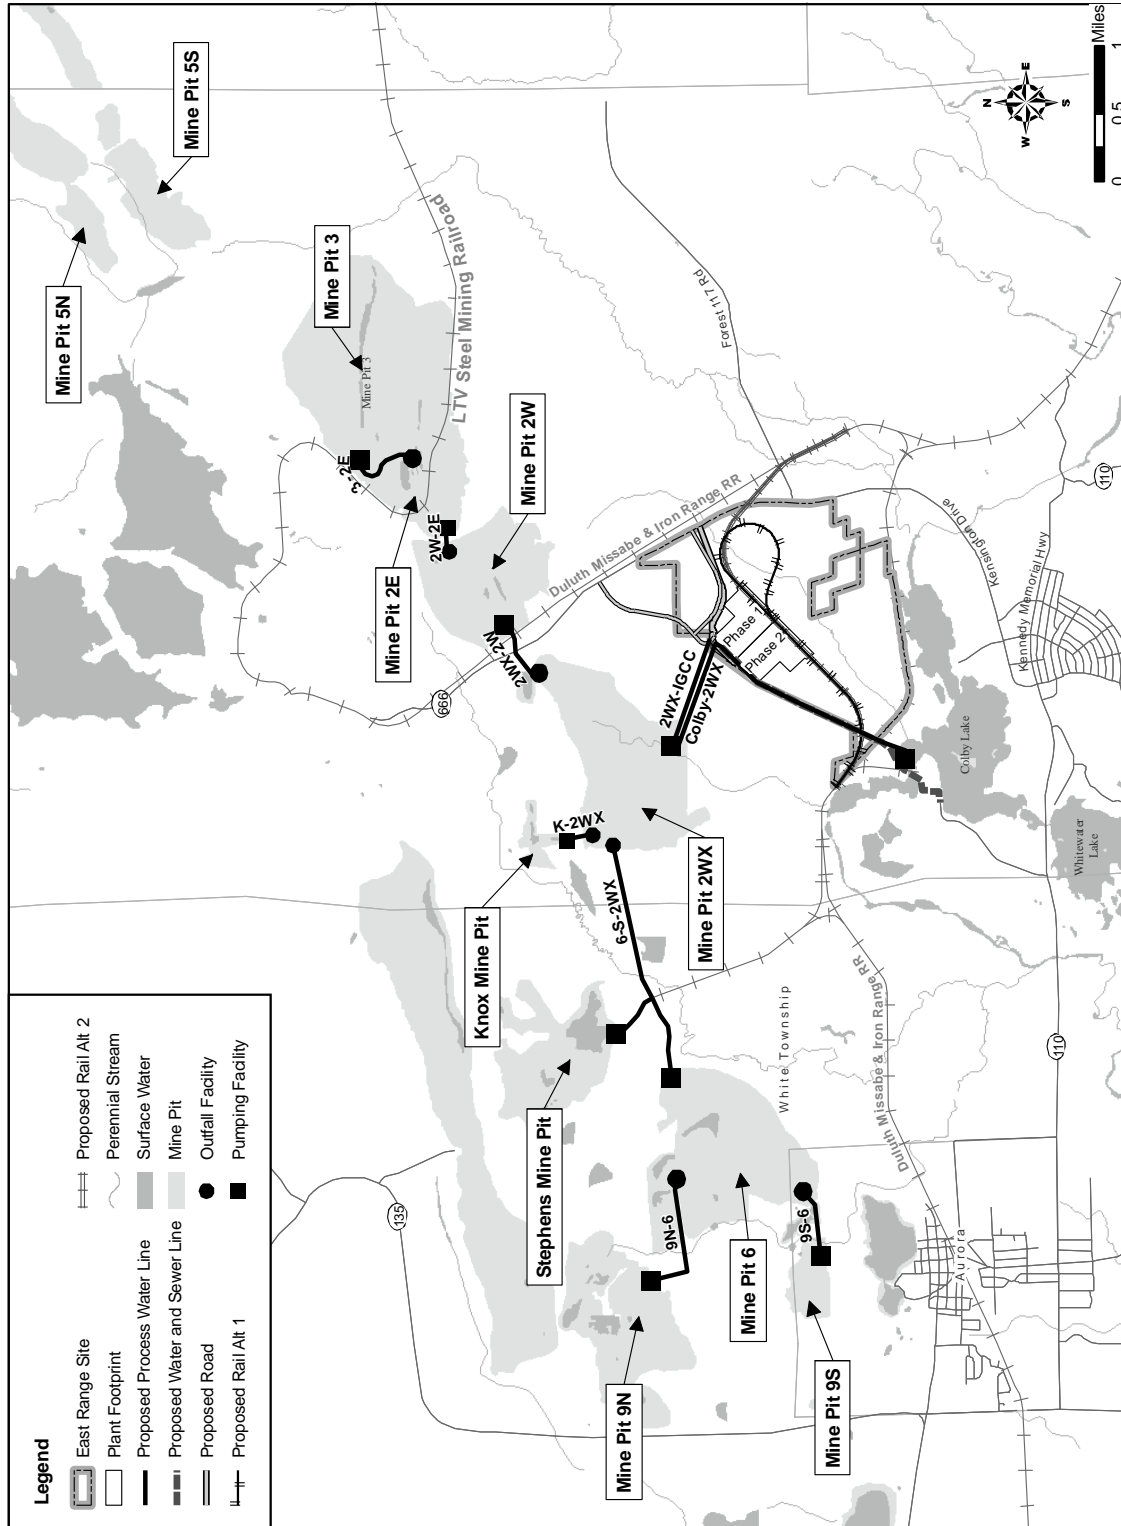 Legend
East Range Site
Plant Footprint
Proposed Process Water Line
Proposed Water and Sewer Line
Proposed Road
Proposed Rail Alt 1
Proposed Rail Alt 2
Perennial Stream
Surface Water
Mine Pit
Outfall Facility
Pumping Facility
Mine Pit 5N
Mine Pit 5S
Mine Pit 3
Mine Pit 3
LTV Steel Mining Railroad
3-2E
Mine Pit 2E
2W-2E
Mine Pit 2W
2WX-2W
666
Duluth Missabe & Iron Range RR
Forest 117 Rd
Knox Mine Pit
K-2WX
6-S-2WX
Mine Pit 2WX
2WX-IGCC
Colby-2WX
Phase 1
Phase 2
Stephens Mine Pit
135
9N-6
Mine Pit 9N
Mine Pit 6
9S-6
Mine Pit 9S
White Township
Duluth Missabe & Iron Range RR
Aurora
110
Whitewater
Lake
Colby Lake
Kensington Drive
Kennedy Memorial Hwy
110
N
E
S
W
0
0.5
1
Miles